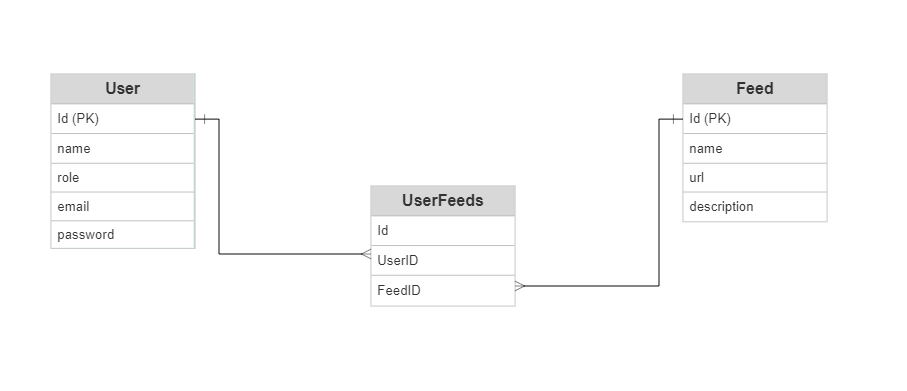 User
Id (PK)
name
role
email
password
UserFeeds
Id
UserID
FeedID
Feed
Id (PK)
name
url
description